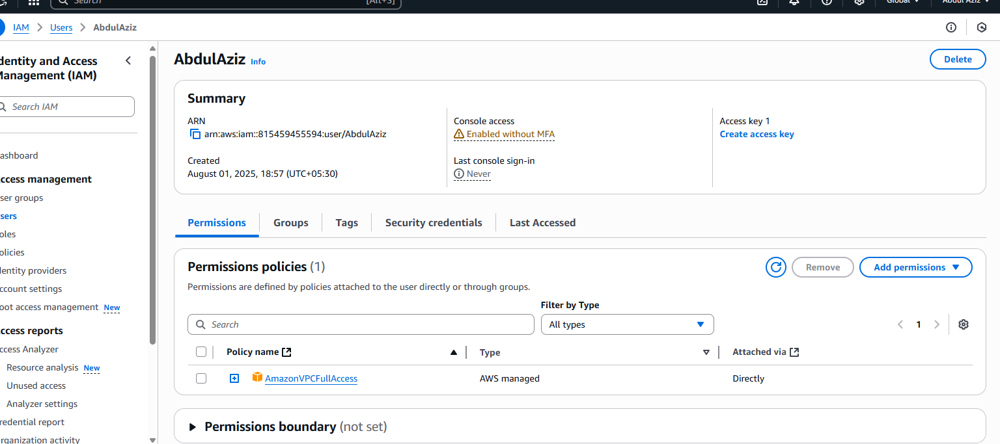 Search [Alt+S] Global Abdul Aziz
IAM > Users > AbdulAziz
dentity and Access
Management (IAM)
Search IAM
ashboard
ccess management
ser groups
sers
oles
olicies
dentity providers
ccount settings
oot access management New
ccess reports
ccess Analyzer
Resource analysis New
Unused access
Analyzer settings
redential report
rganization activity
AbdulAziz Info
Delete
Summary
ARN
arn:aws:iam::815459455594:user/AbdulAziz
Created
August 01, 2025, 18:57 (UTC+05:30)
Console access
Enabled without MFA
Last console sign-in
Never
Access key 1
Create access key
Permissions Groups Tags Security credentials Last Accessed
Permissions policies (1)
Remove Add permissions
Permissions are defined by policies attached to the user directly or through groups.
Filter by Type
Search All types 1
Policy name Type Attached via
AmazonVPCFullAccess AWS managed Directly
Permissions boundary (not set)